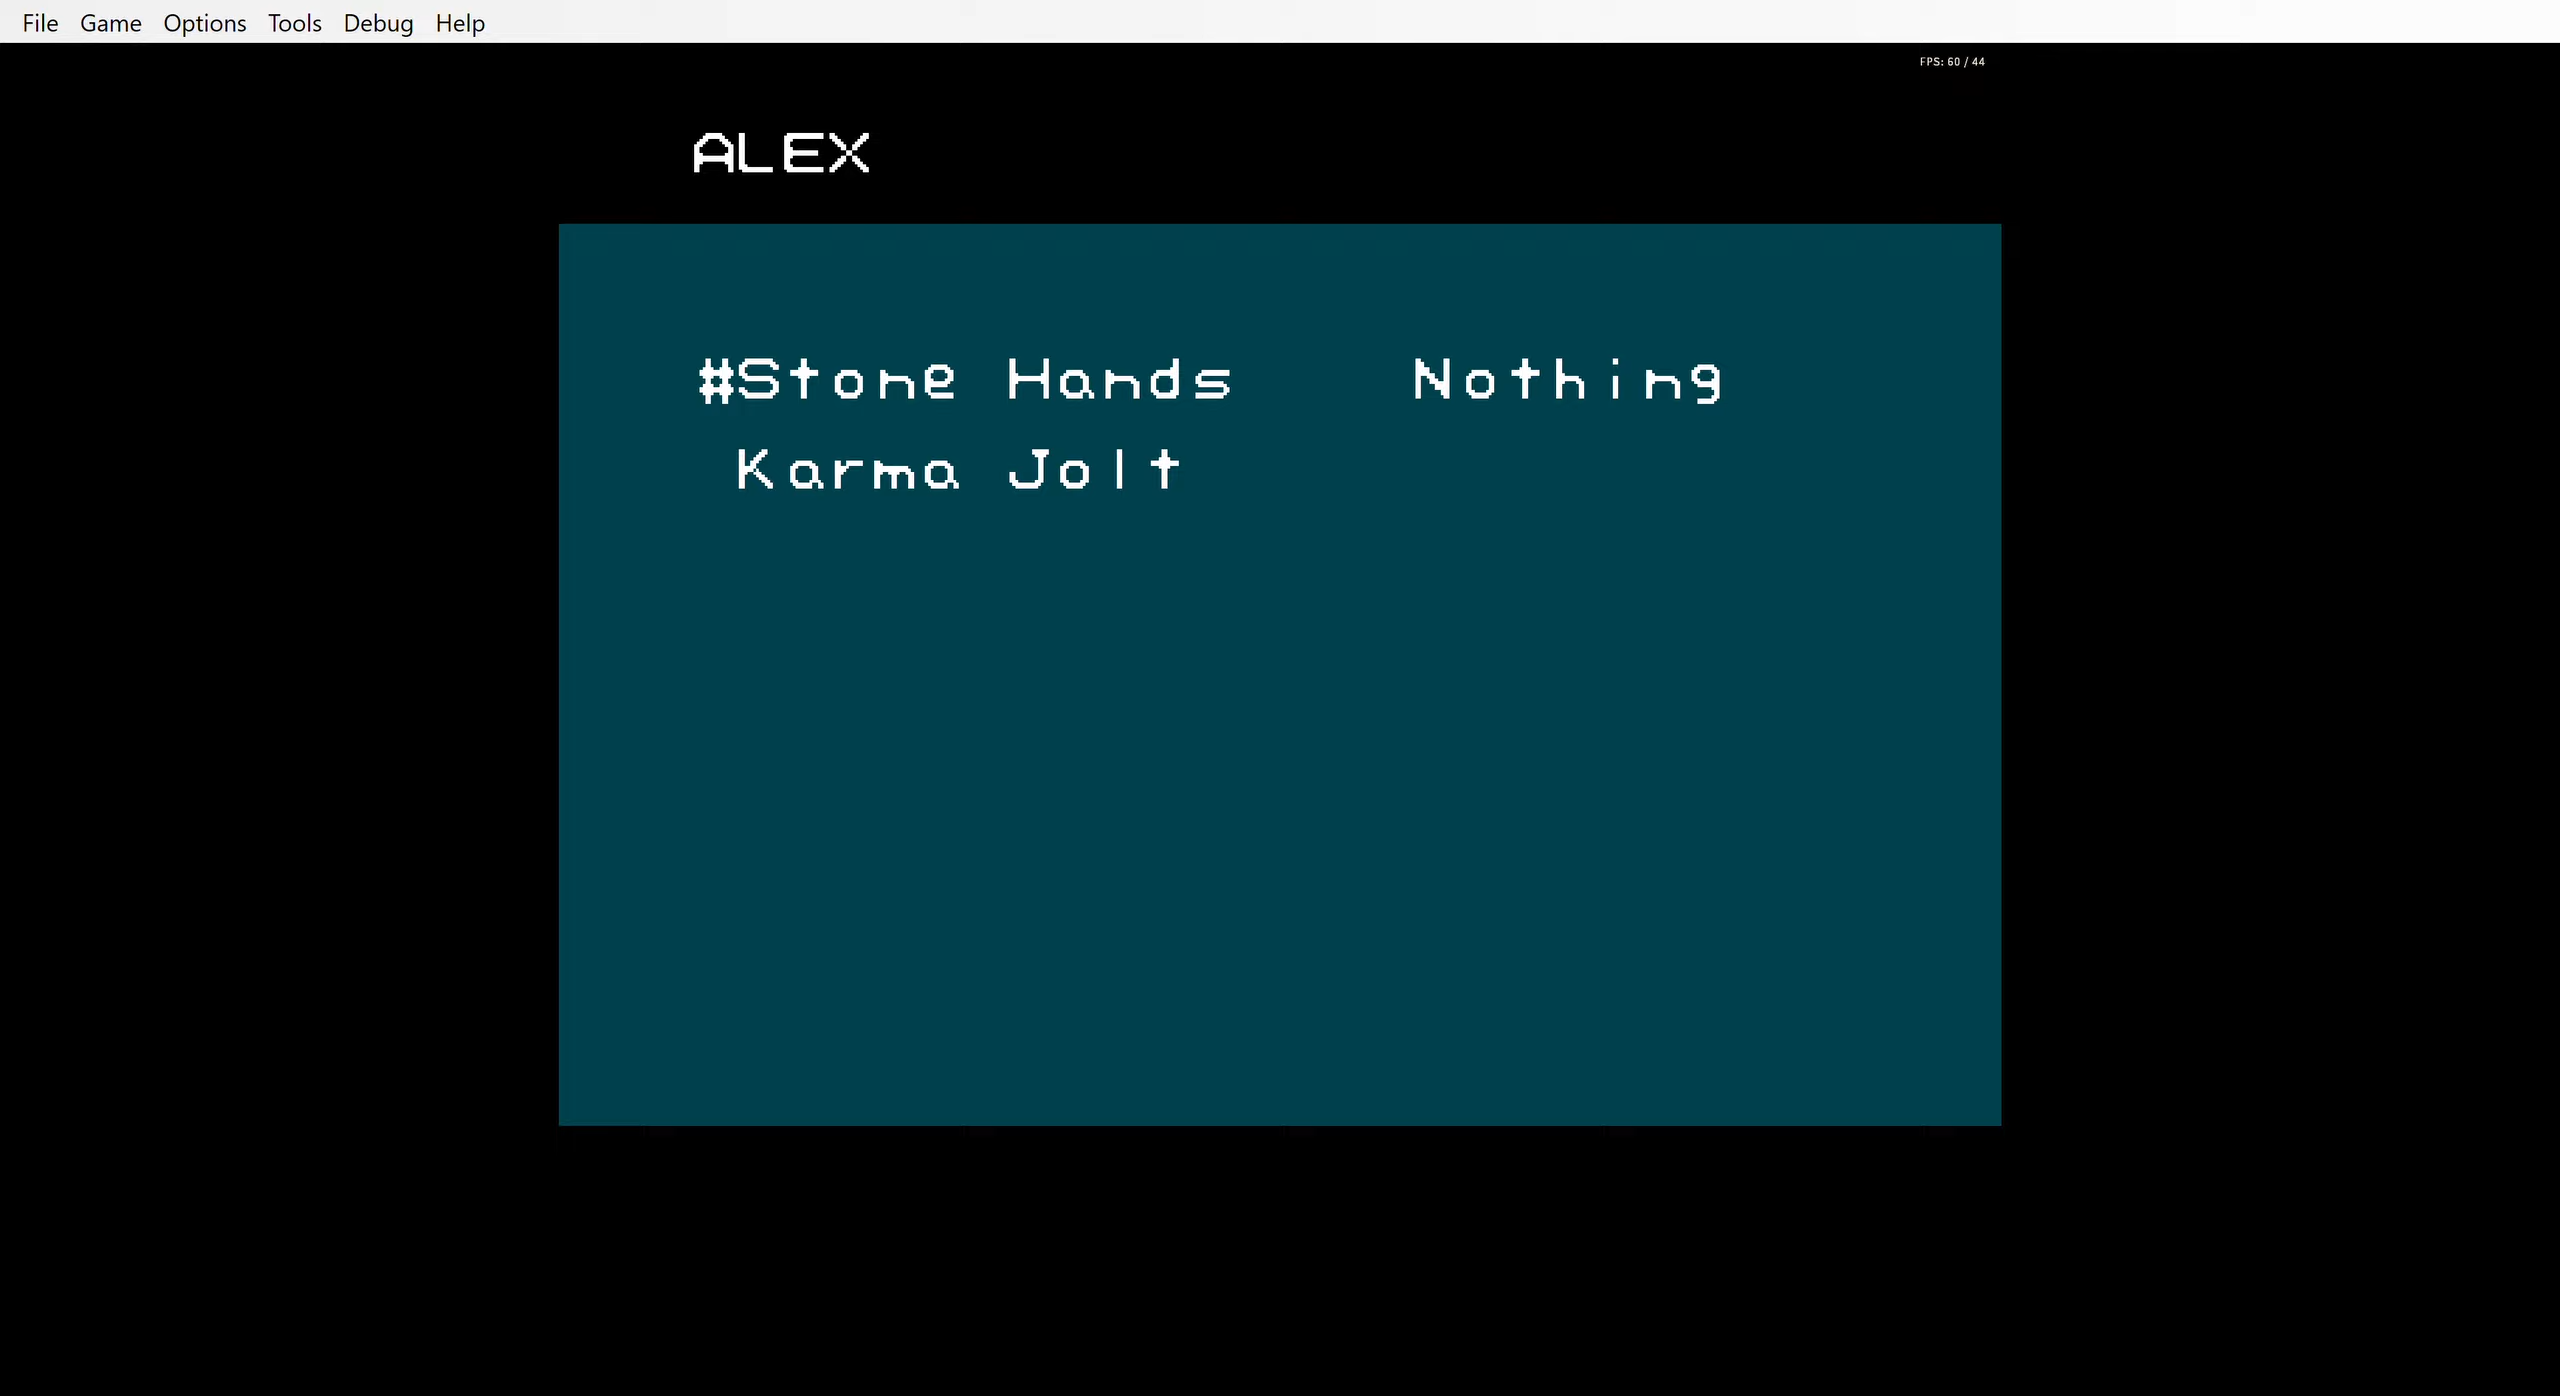 File Game Options Tools Debug Help
FPS: 60 / 44
ALEX
#Stone Hands Nothing
Karma Jolt